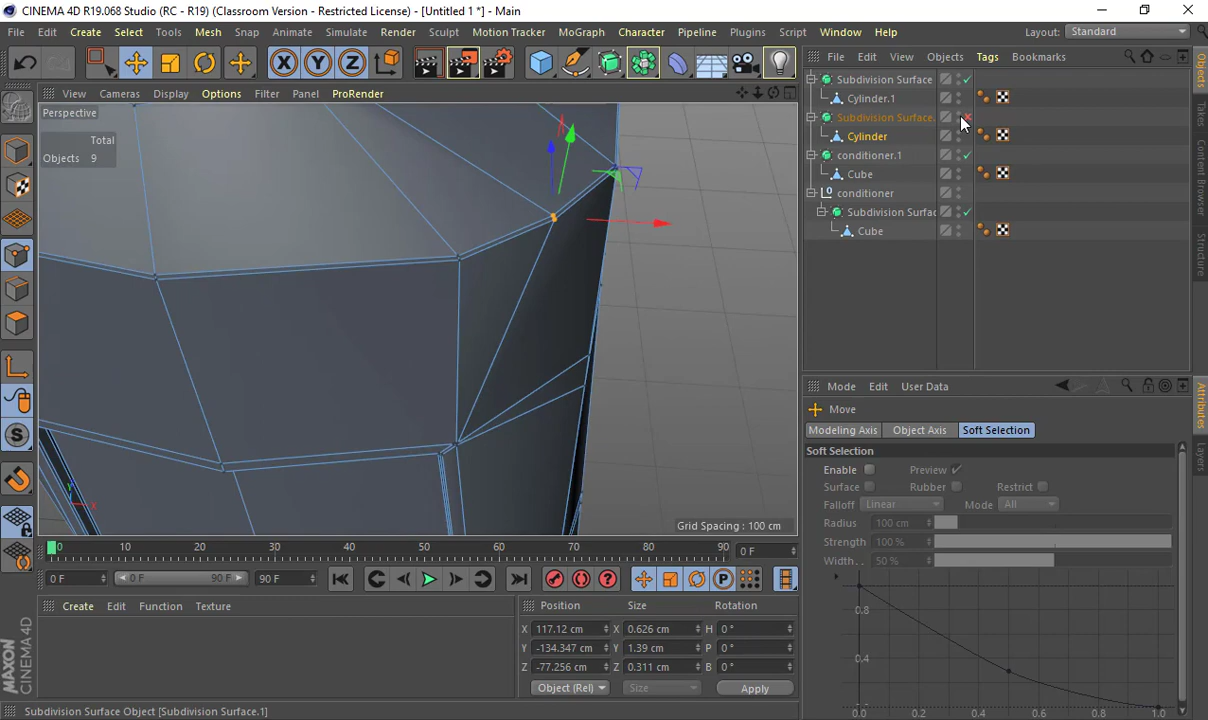 CINEMA 4D R19.068 Studio (RC - R19) (Classroom Version - Restricted License) - [Untitled 1 *] - Main
File Edit Create Select Tools Mesh Snap Animate Simulate Render Sculpt Motion Tracker MoGraph Character Pipeline Plugins Script Window Help Layout: Standard
X Y Z
File Edit View Objects Tags Bookmarks
View Cameras Display Options Filter Panel ProRender
Perspective
Total
Objects 9
Subdivision Surface
Cylinder.1
Subdivision Surface.
Cylinder
conditioner.1
Cube
conditioner
Subdivision Surfac
Cube
Objects
Takes
Content Browser
Structure
Grid Spacing : 100 cm
Y
X
Mode Edit User Data
Move
Modeling Axis Object Axis Soft Selection
Soft Selection
Enable Preview
Surface Rubber Restrict
Falloff Linear Mode All
Radius 100 cm
Strength 100 %
Width. . 50 %
0.8
0.4
0.0 0.2 0.4 0.6 0.8 1.0
Attributes
Layers
0 10 20 30 40 50 60 70 80 90 0 F
0 F 0 F 90 F 90 F
Create Edit Function Texture
Position Size Rotation
X 117.12 cm X 0.626 cm H 0 °
Y -134.347 cm Y 1.39 cm P 0 °
Z -77.256 cm Z 0.311 cm B 0 °
Object (Rel) Size Apply
MAXON CINEMA 4D
Subdivision Surface Object [Subdivision Surface.1]